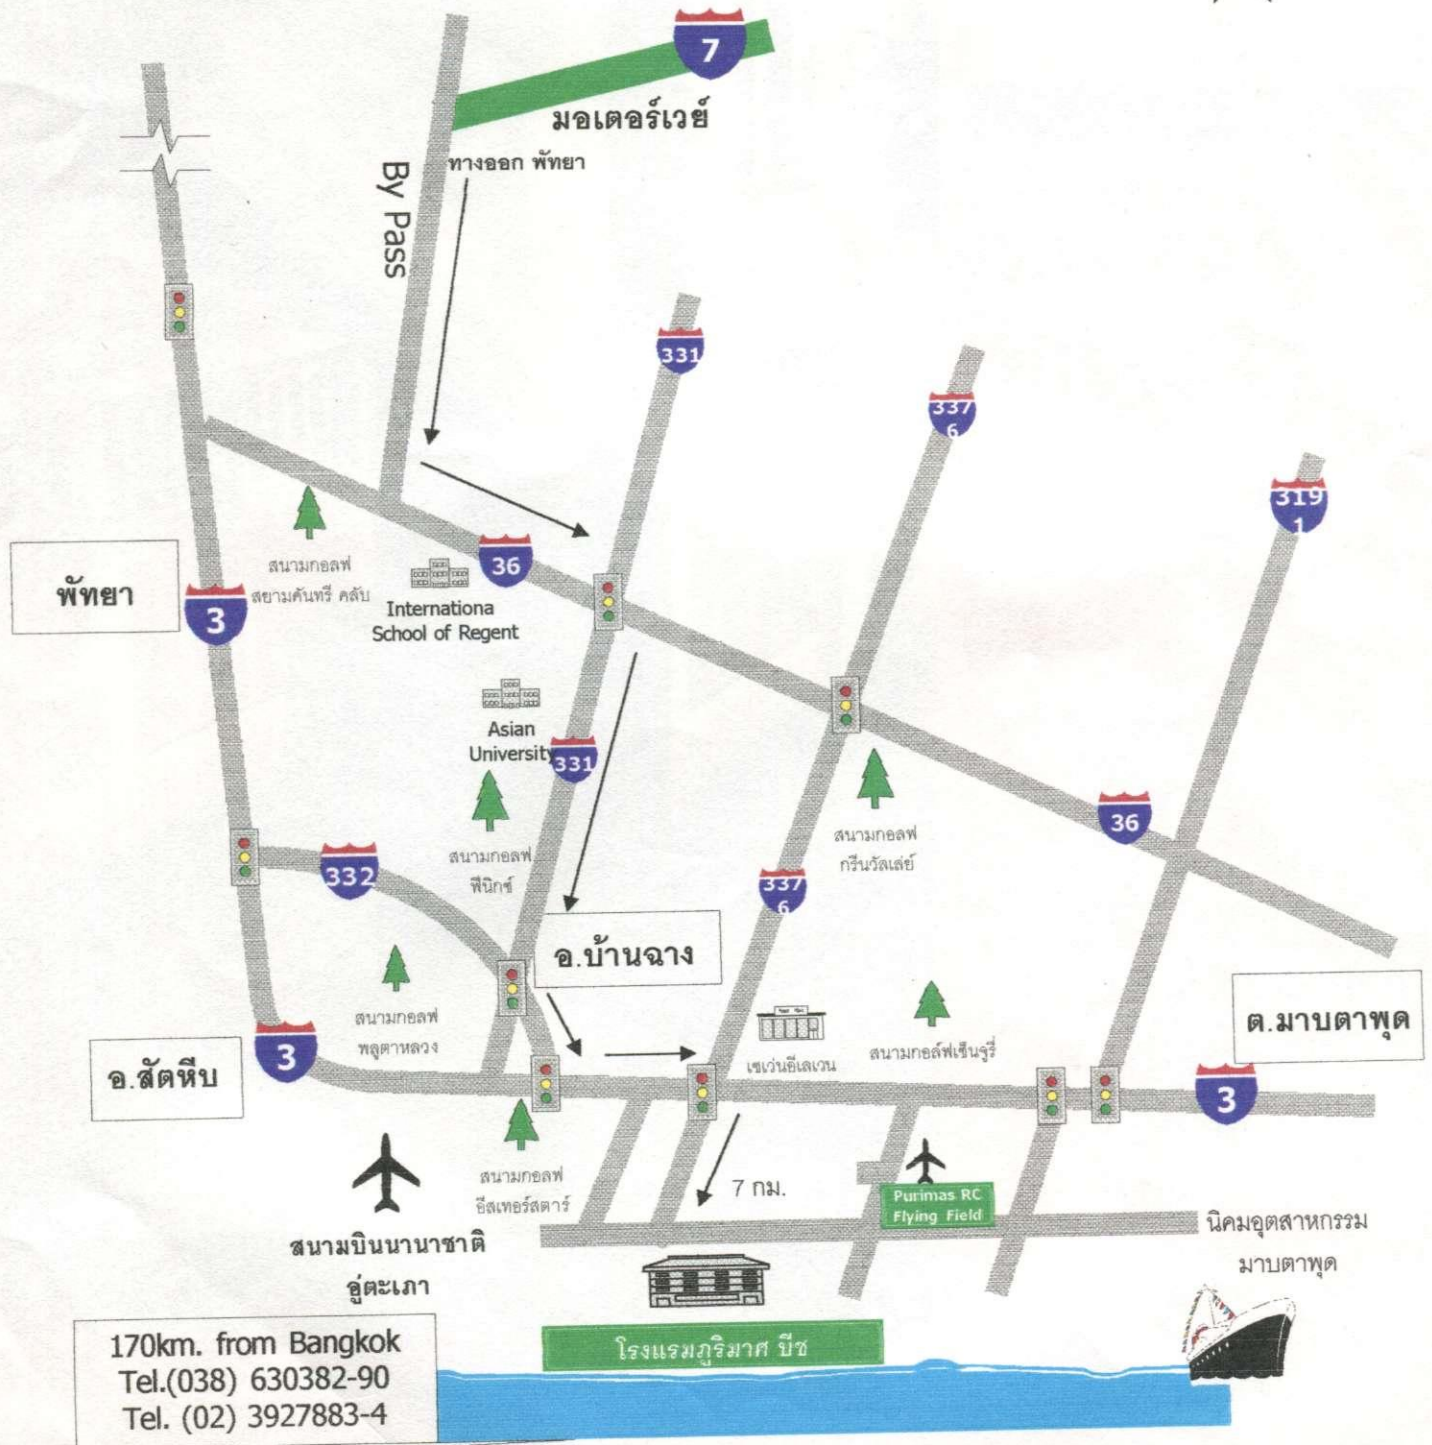 7
มอเตอร์เวย์
ทางออก พัทยา
By Pass
331
337
6
319
1
สนามกอลฟ
สยามคันทรี คลับ
36
พัทยา
3
Internationa
School of Regent
Asian
University
331
สนามกอลฟ
ฟีนิกซ์
สนามกอลฟ
กรีนวัลเล่ย์
36
332
337
6
อ.บ้านฉาง
สนามกอลฟ
พลูตาหลวง
ต.มาบตาพุด
เซเว่นอีเลเวน
สนามกอล์ฟเซ็นจูรี่
อ.สัตหีบ
3
3
สนามกอลฟ
อีสเทอร์สตาร์
7 กม.
Purimas RC
Flying Field
นิคมอุตสาหกรรม
มาบตาพุด
สนามบินนานาชาติ
อู่ตะเภา
โรงแรมภูริมาศ บีช
170km. from Bangkok
Tel.(038) 630382-90
Tel. (02) 3927883-4